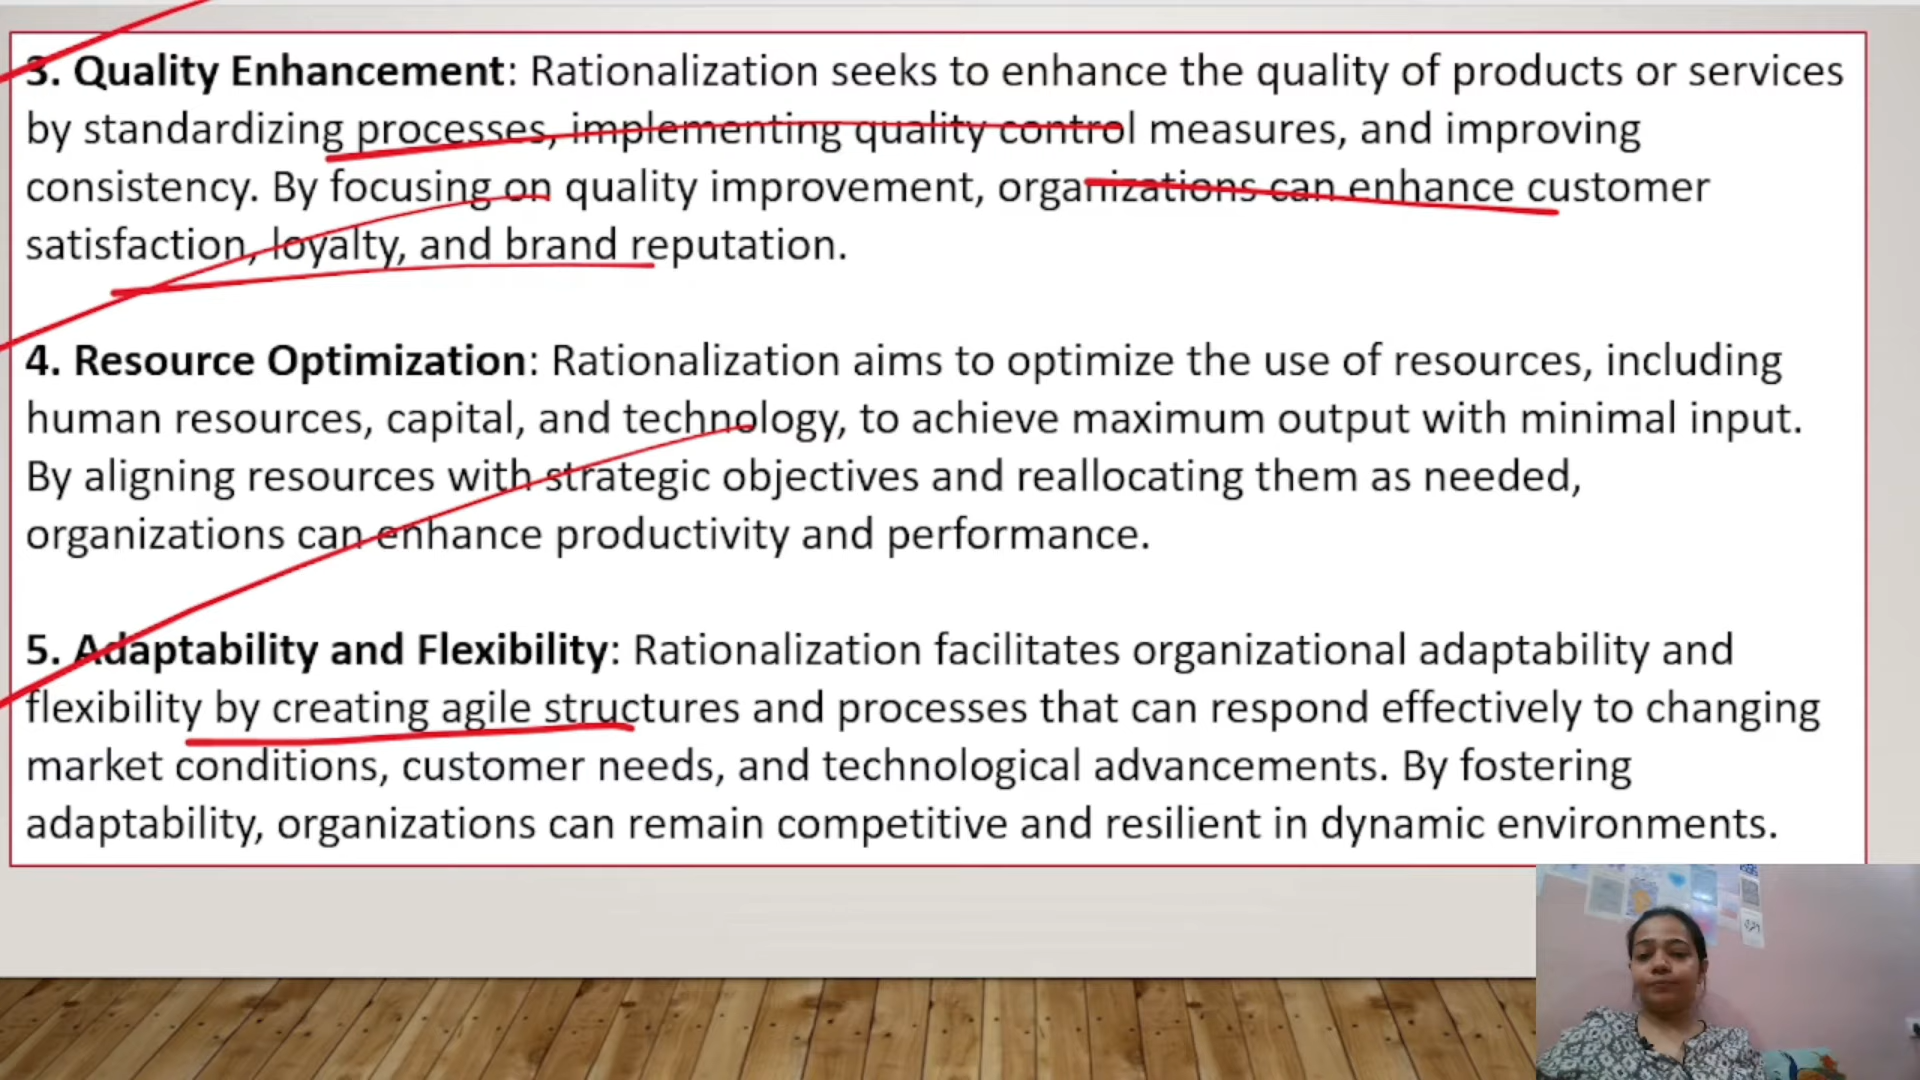 3. Quality Enhancement: Rationalization seeks to enhance the quality of products or services
by standardizing processes, implementing quality control measures, and improving
consistency. By focusing on quality improvement, organizations can enhance customer
satisfaction, loyalty, and brand reputation.
4. Resource Optimization: Rationalization aims to optimize the use of resources, including
human resources, capital, and technology, to achieve maximum output with minimal input.
By aligning resources with strategic objectives and reallocating them as needed,
organizations can enhance productivity and performance.
5. Adaptability and Flexibility: Rationalization facilitates organizational adaptability and
flexibility by creating agile structures and processes that can respond effectively to changing
market conditions, customer needs, and technological advancements. By fostering
adaptability, organizations can remain competitive and resilient in dynamic environments.